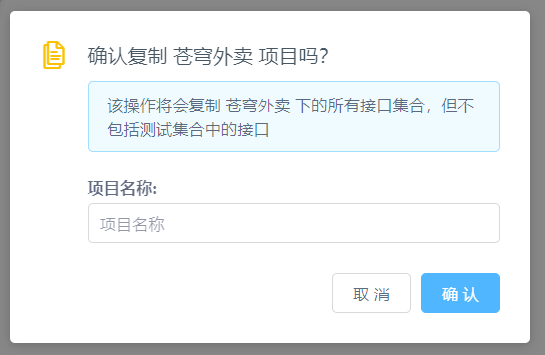 确认复制 苍穹外卖 项目吗？
该操作将会复制 苍穹外卖 下的所有接口集合，但不
包括测试集合中的接口
项目名称:
项目名称
取 消
确 认